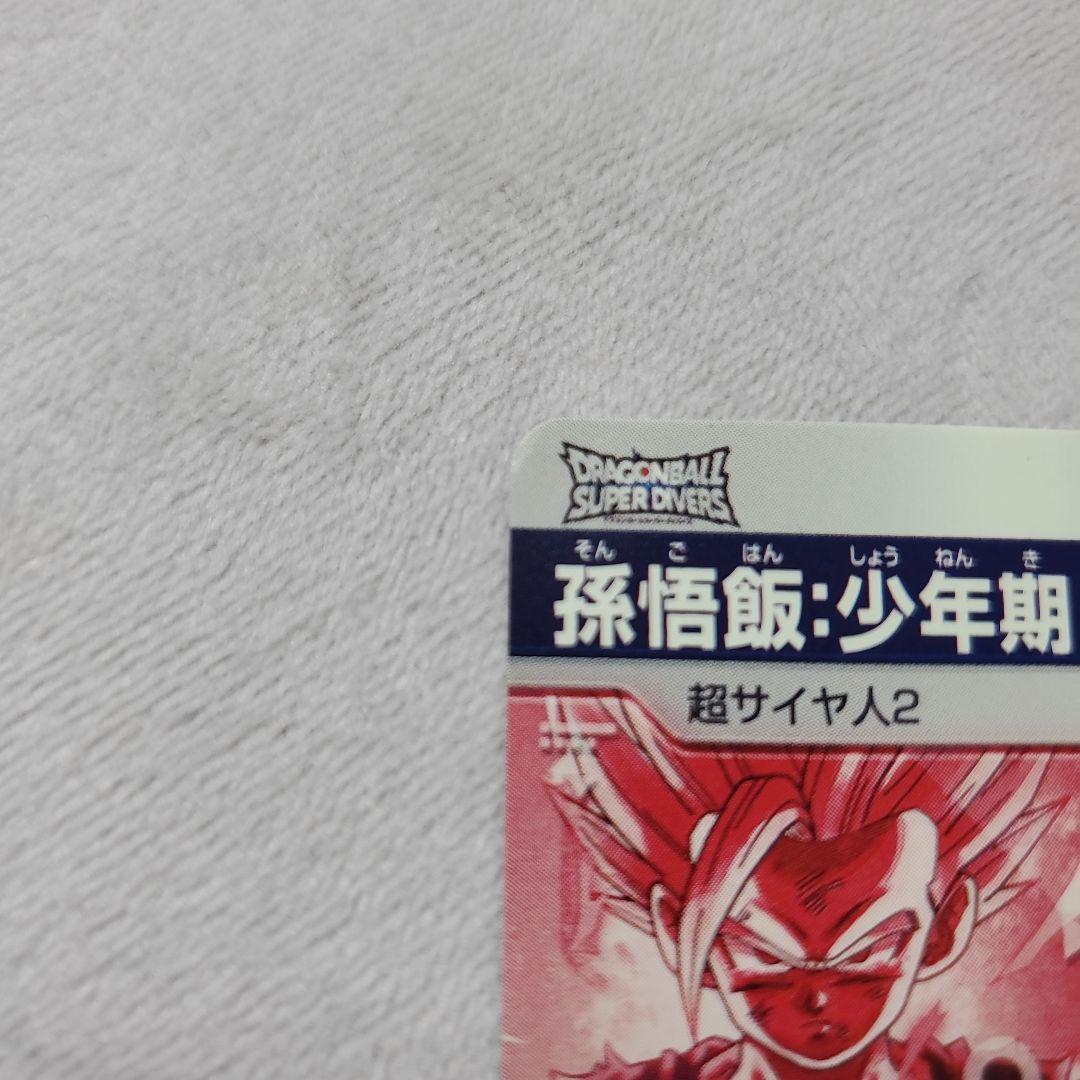 DRAGONBALL
SUPER DIVERS
そん ご はん しょう ねん き
孫悟飯:少年期
超サイヤ人2